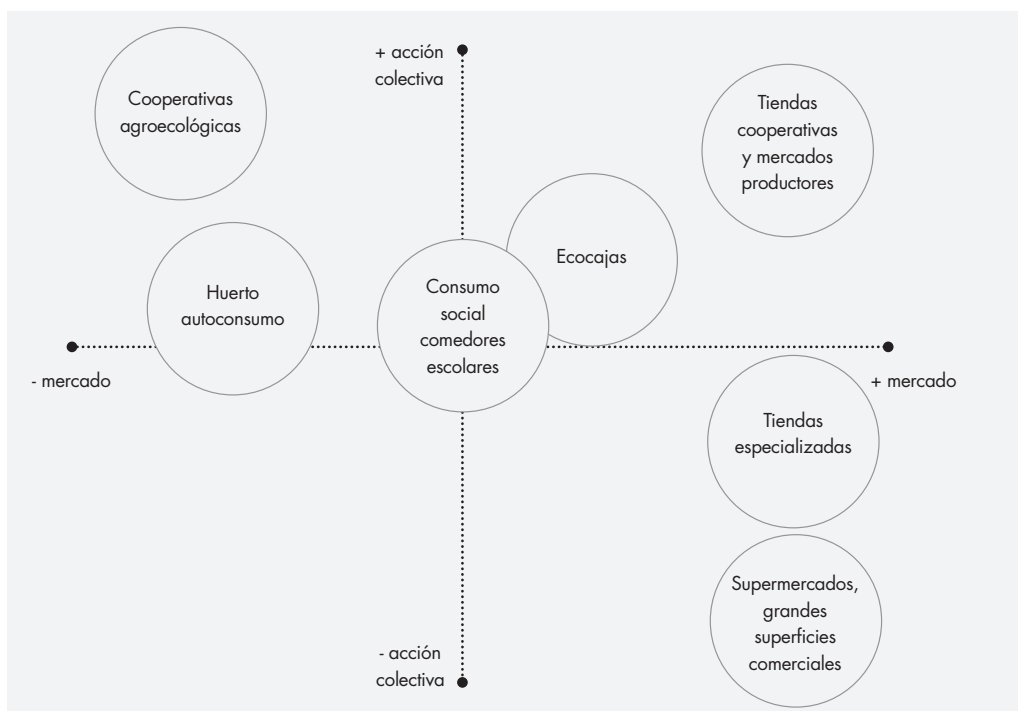 + acción
colectiva
Cooperativas
agroecológicas
Tiendas
cooperativas
y mercados
productores
Ecocajas
Huerto
autoconsumo
Consumo
social
comedores
escolares
- mercado
+ mercado
Tiendas
especializadas
Supermercados,
grandes
superficies
comerciales
- acción
colectiva